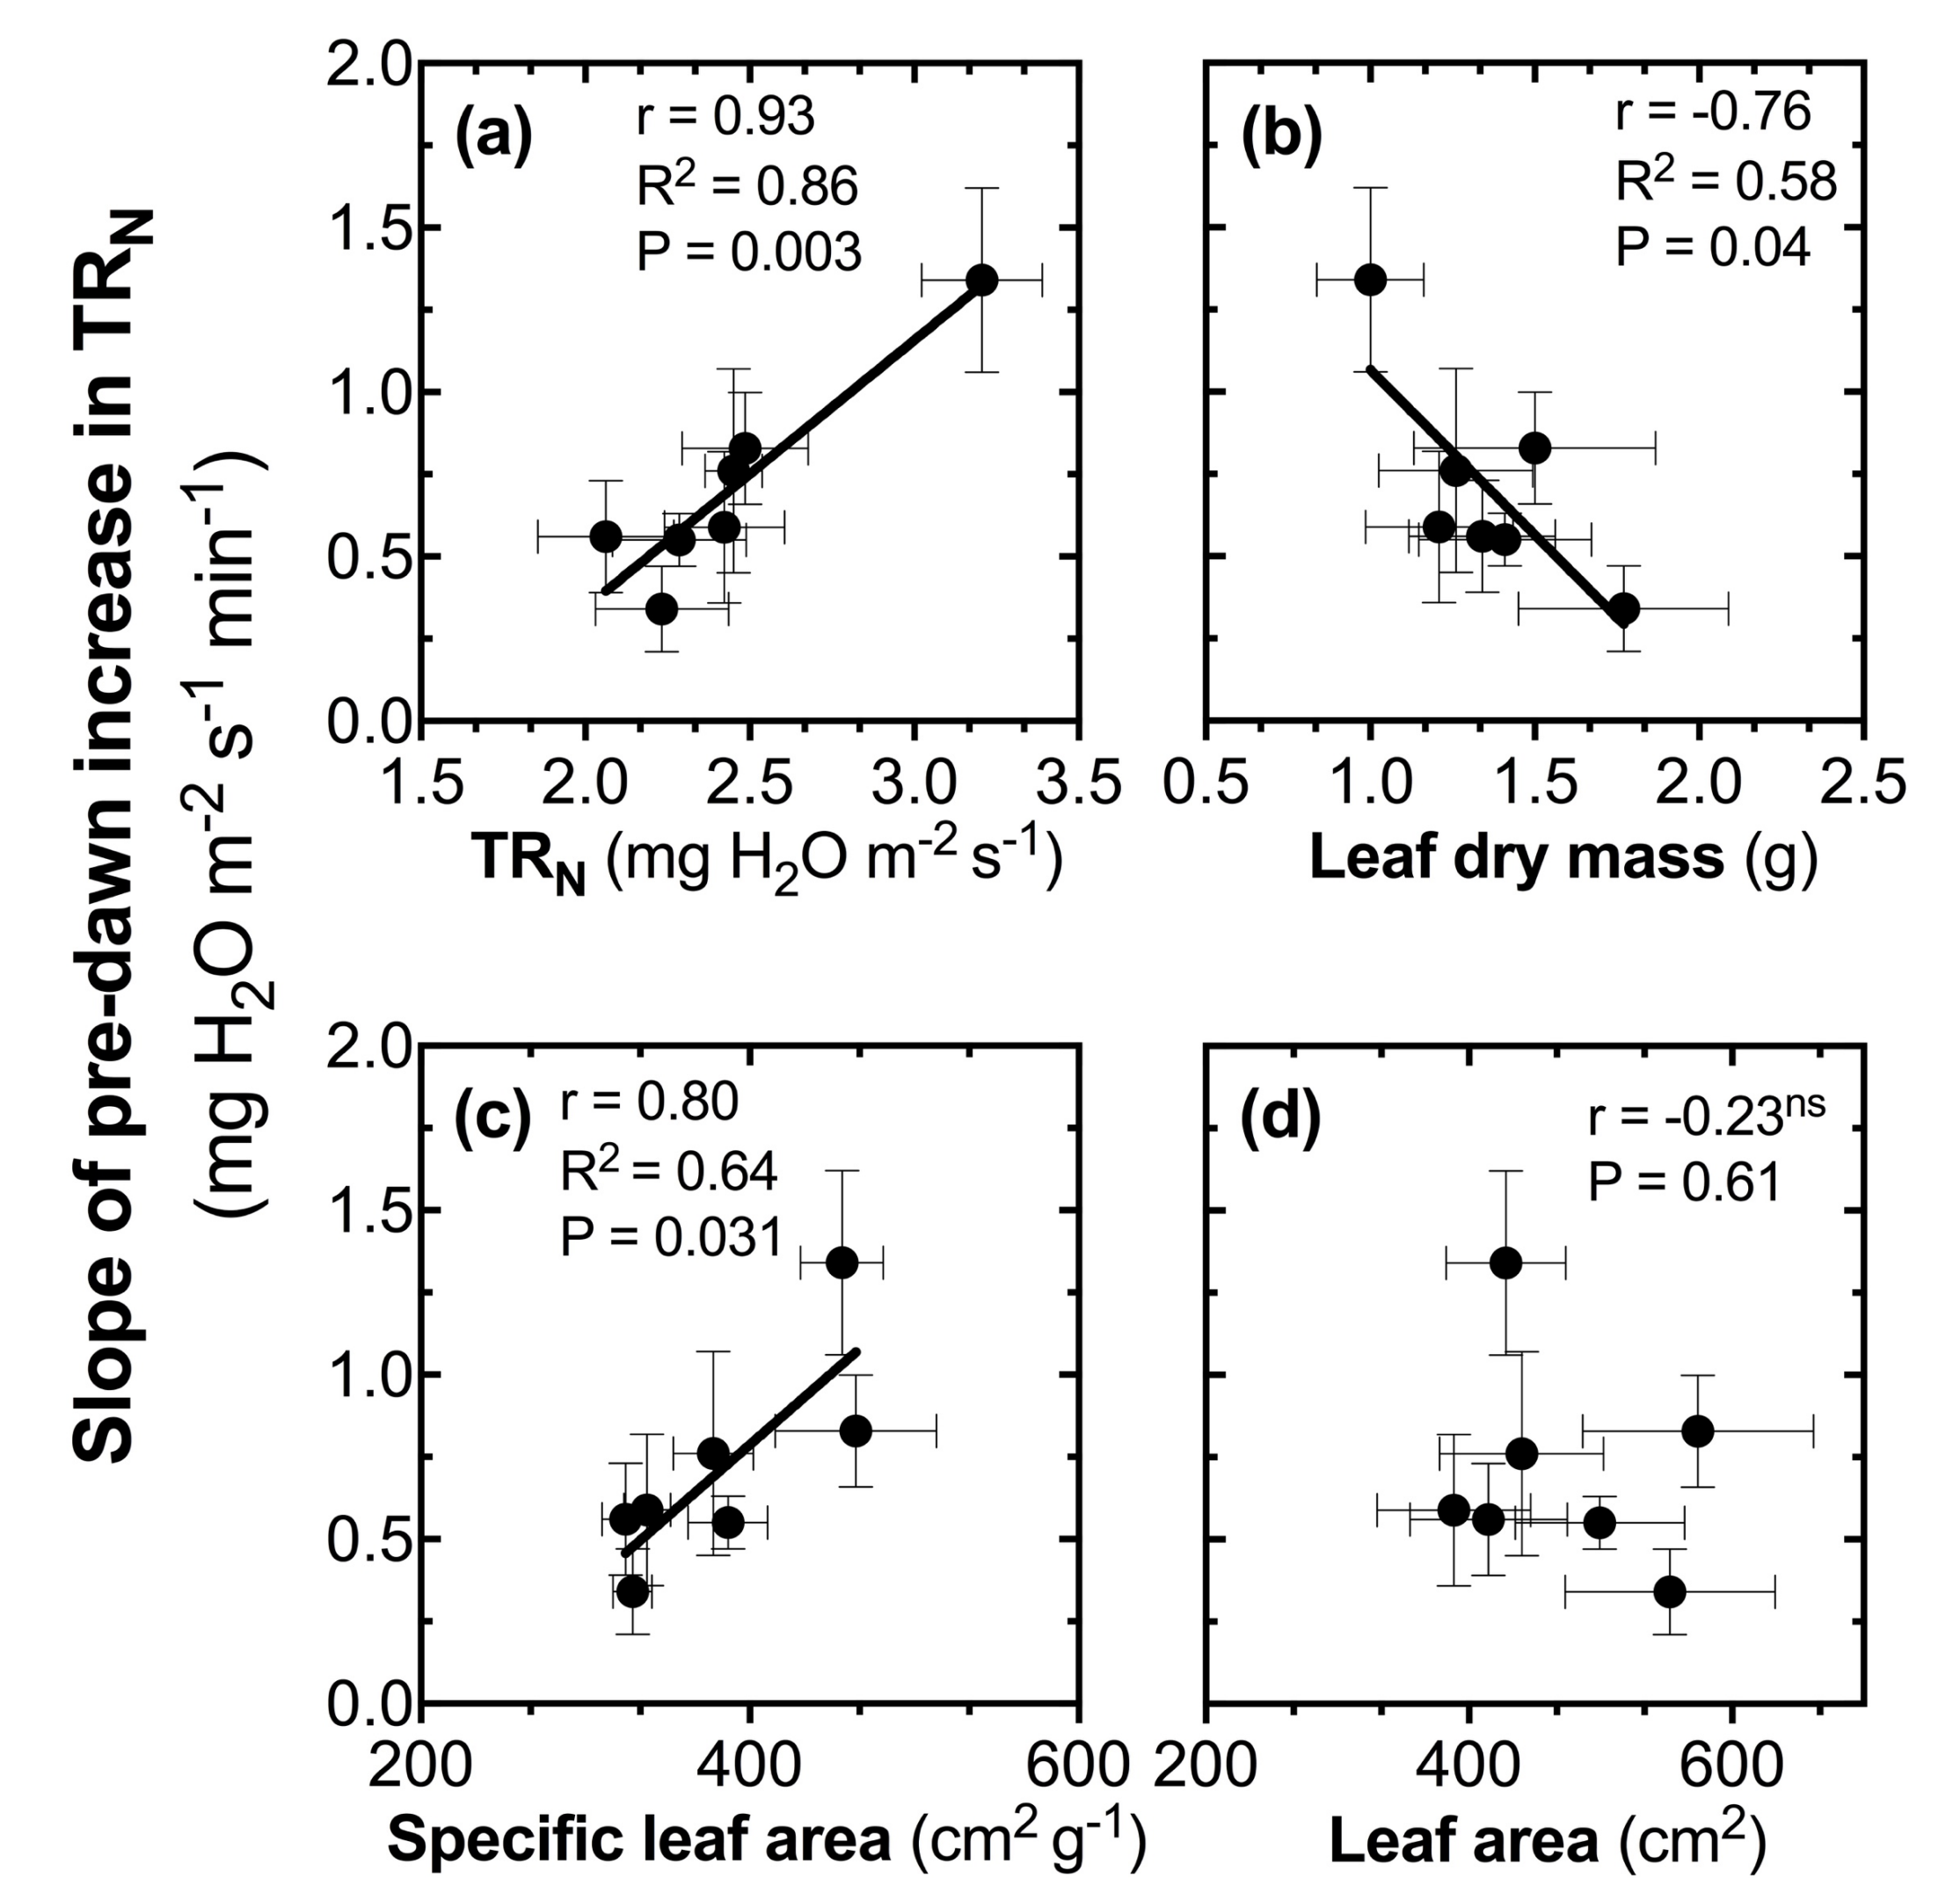 Slope of pre-dawn increase in TR_N
(mg H₂O m⁻² s⁻¹ min⁻¹)
2.0
1.5
1.0
0.5
0.0
(a)
r = 0.93
R² = 0.86
P = 0.003
1.5 2.0 2.5 3.0 3.5
TR_N (mg H₂O m⁻² s⁻¹)
(b)
r = -0.76
R² = 0.58
P = 0.04
0.5 1.0 1.5 2.0 2.5
Leaf dry mass (g)
2.0
1.5
1.0
0.5
0.0
(c)
r = 0.80
R² = 0.64
P = 0.031
200 400 600
Specific leaf area (cm² g⁻¹)
(d)
r = -0.23ⁿˢ
P = 0.61
200 400 600
Leaf area (cm²)